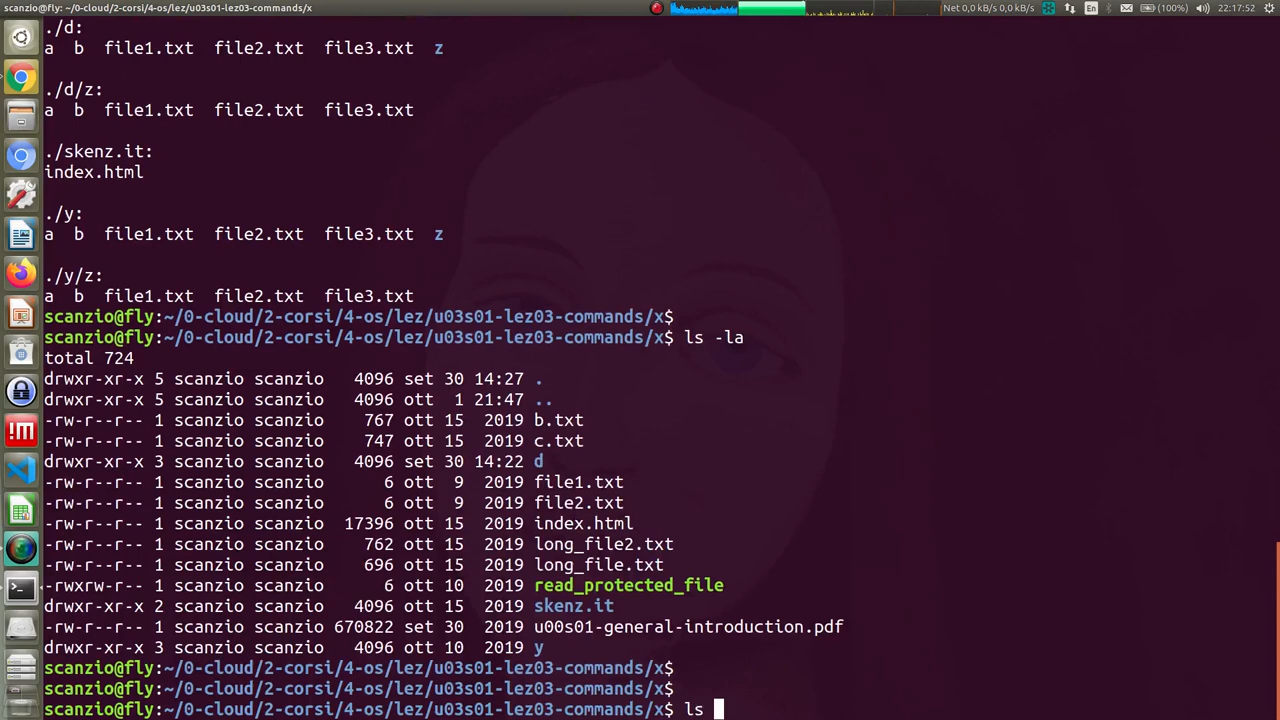 scanzio@fly: ~/0-cloud/2-corsi/4-os/lez/u03s01-lez03-commands/x
Net 0,0 kB/s 0,0 kB/s En (100%) 22:17:52
./d:
a b file1.txt file2.txt file3.txt z
./d/z:
a b file1.txt file2.txt file3.txt
./skenz.it:
index.html
./y:
a b file1.txt file2.txt file3.txt z
./y/z:
a b file1.txt file2.txt file3.txt
scanzio@fly:~/0-cloud/2-corsi/4-os/lez/u03s01-lez03-commands/x$
scanzio@fly:~/0-cloud/2-corsi/4-os/lez/u03s01-lez03-commands/x$ ls -la
total 724
drwxr-xr-x 5 scanzio scanzio 4096 set 30 14:27 .
drwxr-xr-x 5 scanzio scanzio 4096 ott 1 21:47 ..
-rw-r--r-- 1 scanzio scanzio 767 ott 15 2019 b.txt
-rw-r--r-- 1 scanzio scanzio 747 ott 15 2019 c.txt
drwxr-xr-x 3 scanzio scanzio 4096 set 30 14:22 d
-rw-r--r-- 1 scanzio scanzio 6 ott 9 2019 file1.txt
-rw-r--r-- 1 scanzio scanzio 6 ott 9 2019 file2.txt
-rw-r--r-- 1 scanzio scanzio 17396 ott 15 2019 index.html
-rw-r--r-- 1 scanzio scanzio 762 ott 15 2019 long_file2.txt
-rw-r--r-- 1 scanzio scanzio 696 ott 15 2019 long_file.txt
-rwxrw-r-- 1 scanzio scanzio 6 ott 10 2019 read_protected_file
drwxr-xr-x 2 scanzio scanzio 4096 ott 15 2019 skenz.it
-rw-r--r-- 1 scanzio scanzio 670822 set 30 2019 u00s01-general-introduction.pdf
drwxr-xr-x 3 scanzio scanzio 4096 ott 10 2019 y
scanzio@fly:~/0-cloud/2-corsi/4-os/lez/u03s01-lez03-commands/x$
scanzio@fly:~/0-cloud/2-corsi/4-os/lez/u03s01-lez03-commands/x$
scanzio@fly:~/0-cloud/2-corsi/4-os/lez/u03s01-lez03-commands/x$ ls